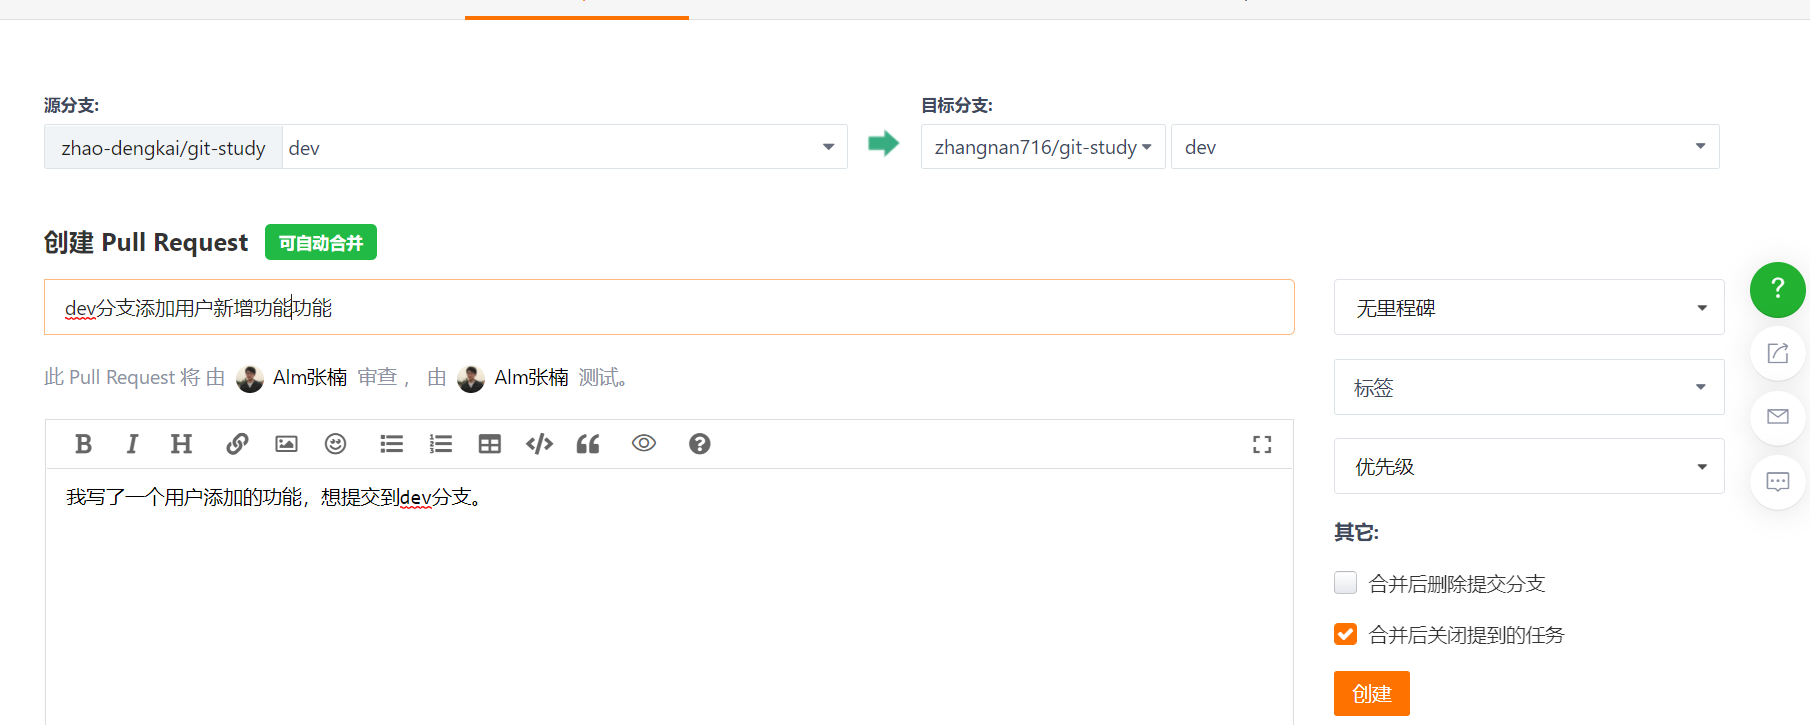 源分支:
目标分支:
zhao-dengkai/git-study dev
zhangnan716/git-study dev
创建 Pull Request 可自动合并
dev分支添加用户新增功能功能
此 Pull Request 将 由 Alm张楠 审查， 由 Alm张楠 测试。
B I H
我写了一个用户添加的功能，想提交到dev分支。
无里程碑
标签
优先级
其它:
合并后删除提交分支
合并后关闭提到的任务
创建